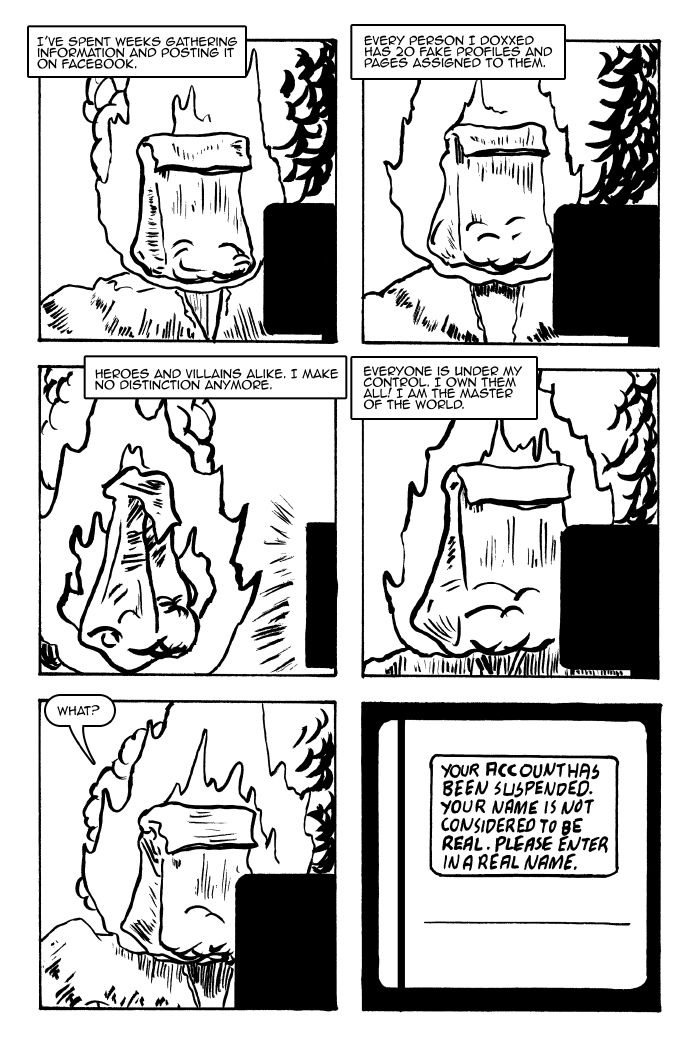 I'VE SPENT WEEKS GATHERING
INFORMATION AND POSTING IT
ON FACEBOOK.
EVERY PERSON I DOXXED
HAS 20 FAKE PROFILES AND
PAGES ASSIGNED TO THEM.
HEROES AND VILLAINS ALIKE. I MAKE
NO DISTINCTION ANYMORE.
EVERYONE IS UNDER MY
CONTROL. I OWN THEM
ALL! I AM THE MASTER
OF THE WORLD.
WHAT?
YOUR ACCOUNT HAS
BEEN SUSPENDED.
YOUR NAME IS NOT
CONSIDERED TO BE
REAL. PLEASE ENTER
IN A REAL NAME.